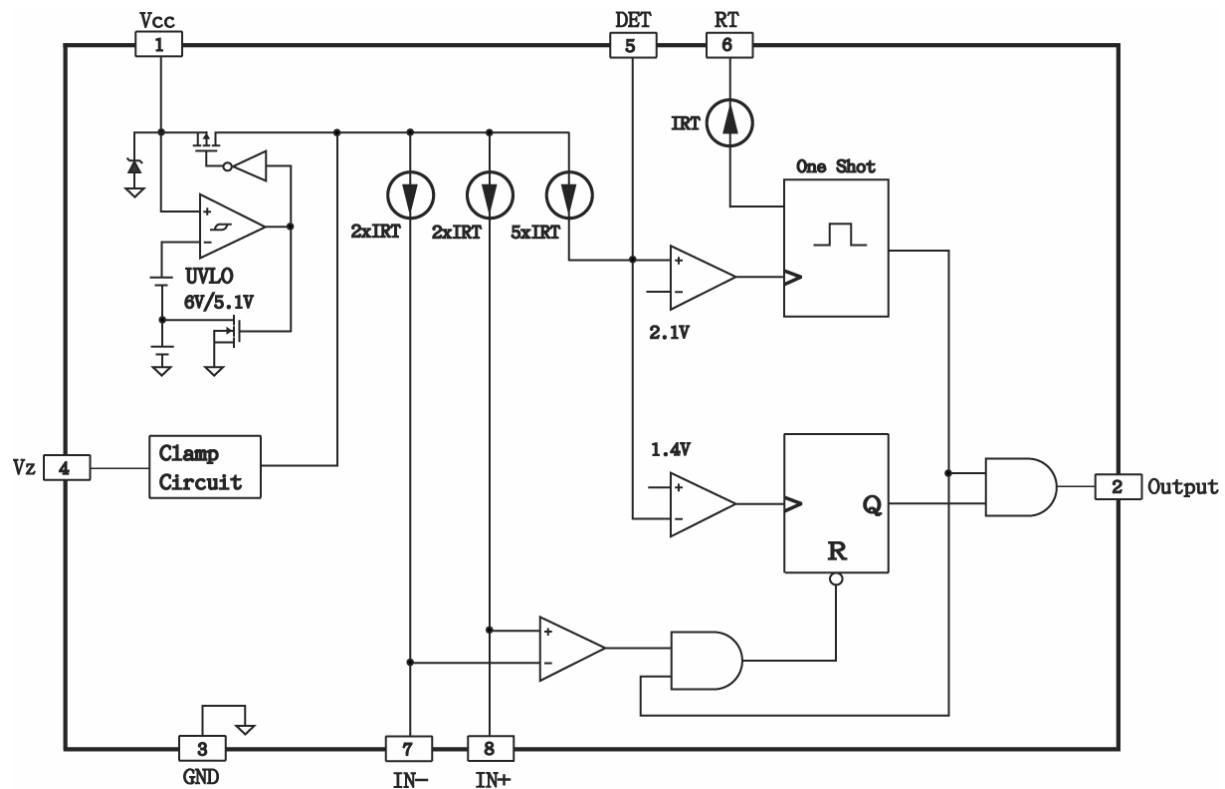 Vcc
DET
RT
1
5
6
IRT
One Shot
2xIRT
2xIRT
5xIRT
+
−
UVLO
6V/5.1V
+
−
2.1V
Clamp
Circuit
Vz
4
1.4V
+
−
Q
R
2
Output
+
−
3
7
8
GND
IN−
IN+